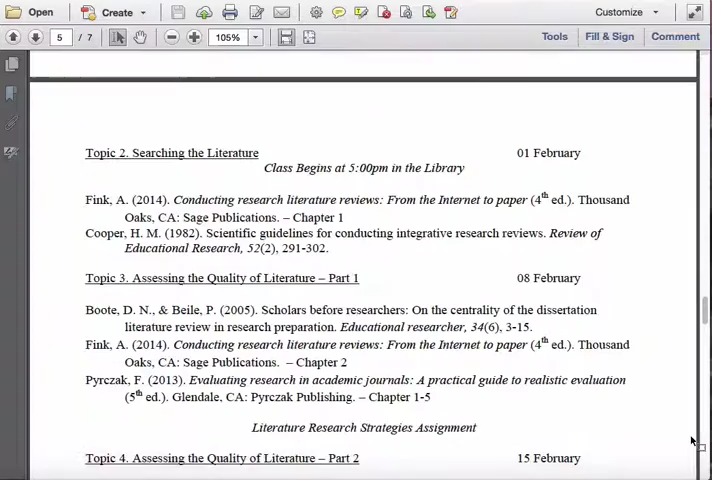 Open Create Customize
5 / 7 105% Tools Fill & Sign Comment
Topic 2. Searching the Literature 01 February
Class Begins at 5:00pm in the Library
Fink, A. (2014). Conducting research literature reviews: From the Internet to paper (4th ed.). Thousand
Oaks, CA: Sage Publications. – Chapter 1
Cooper, H. M. (1982). Scientific guidelines for conducting integrative research reviews. Review of
Educational Research, 52(2), 291-302.
Topic 3. Assessing the Quality of Literature – Part 1 08 February
Boote, D. N., & Beile, P. (2005). Scholars before researchers: On the centrality of the dissertation
literature review in research preparation. Educational researcher, 34(6), 3-15.
Fink, A. (2014). Conducting research literature reviews: From the Internet to paper (4th ed.). Thousand
Oaks, CA: Sage Publications. – Chapter 2
Pyrczak, F. (2013). Evaluating research in academic journals: A practical guide to realistic evaluation
(5th ed.). Glendale, CA: Pyrczak Publishing. – Chapter 1-5
Literature Research Strategies Assignment
Topic 4. Assessing the Quality of Literature – Part 2 15 February